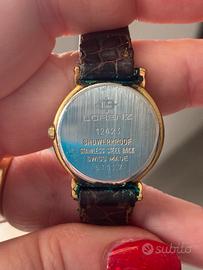 LORENZ
12423
SHOWERPROOF
STAINLESS STEEL BACK
SWISS MADE
subito